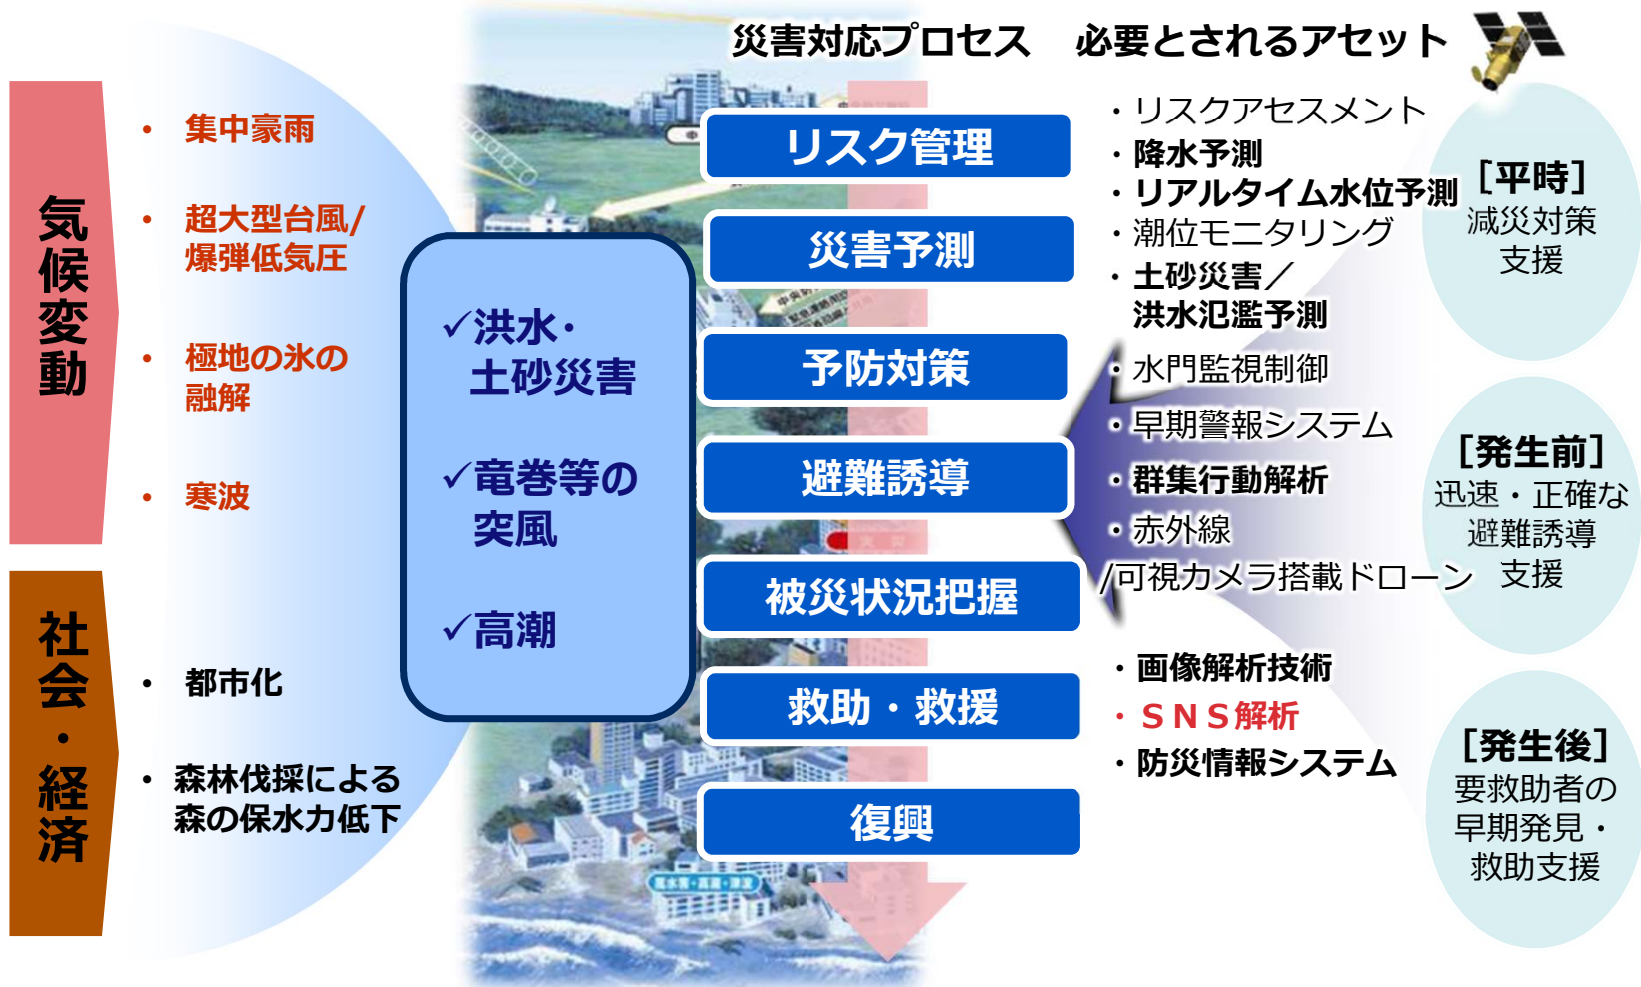 災害対応プロセス
必要とされるアセット
気候変動
・ 集中豪雨
・ 超大型台風/
爆弾低気圧
・ 極地の氷の
融解
・ 寒波
社会・経済
・ 都市化
・ 森林伐採による
森の保水力低下
✓洪水・
土砂災害
✓竜巻等の
突風
✓高潮
リスク管理
災害予測
予防対策
避難誘導
被災状況把握
救助・救援
復興
風水害・高潮・津波
・リスクアセスメント
・降水予測
・リアルタイム水位予測
・潮位モニタリング
・土砂災害／
洪水氾濫予測
・水門監視制御
・早期警報システム
・群集行動解析
・赤外線
/可視カメラ搭載ドローン
・画像解析技術
・ＳＮＳ解析
・防災情報システム
［平時］
減災対策
支援
［発生前］
迅速・正確な
避難誘導
支援
［発生後］
要救助者の
早期発見・
救助支援